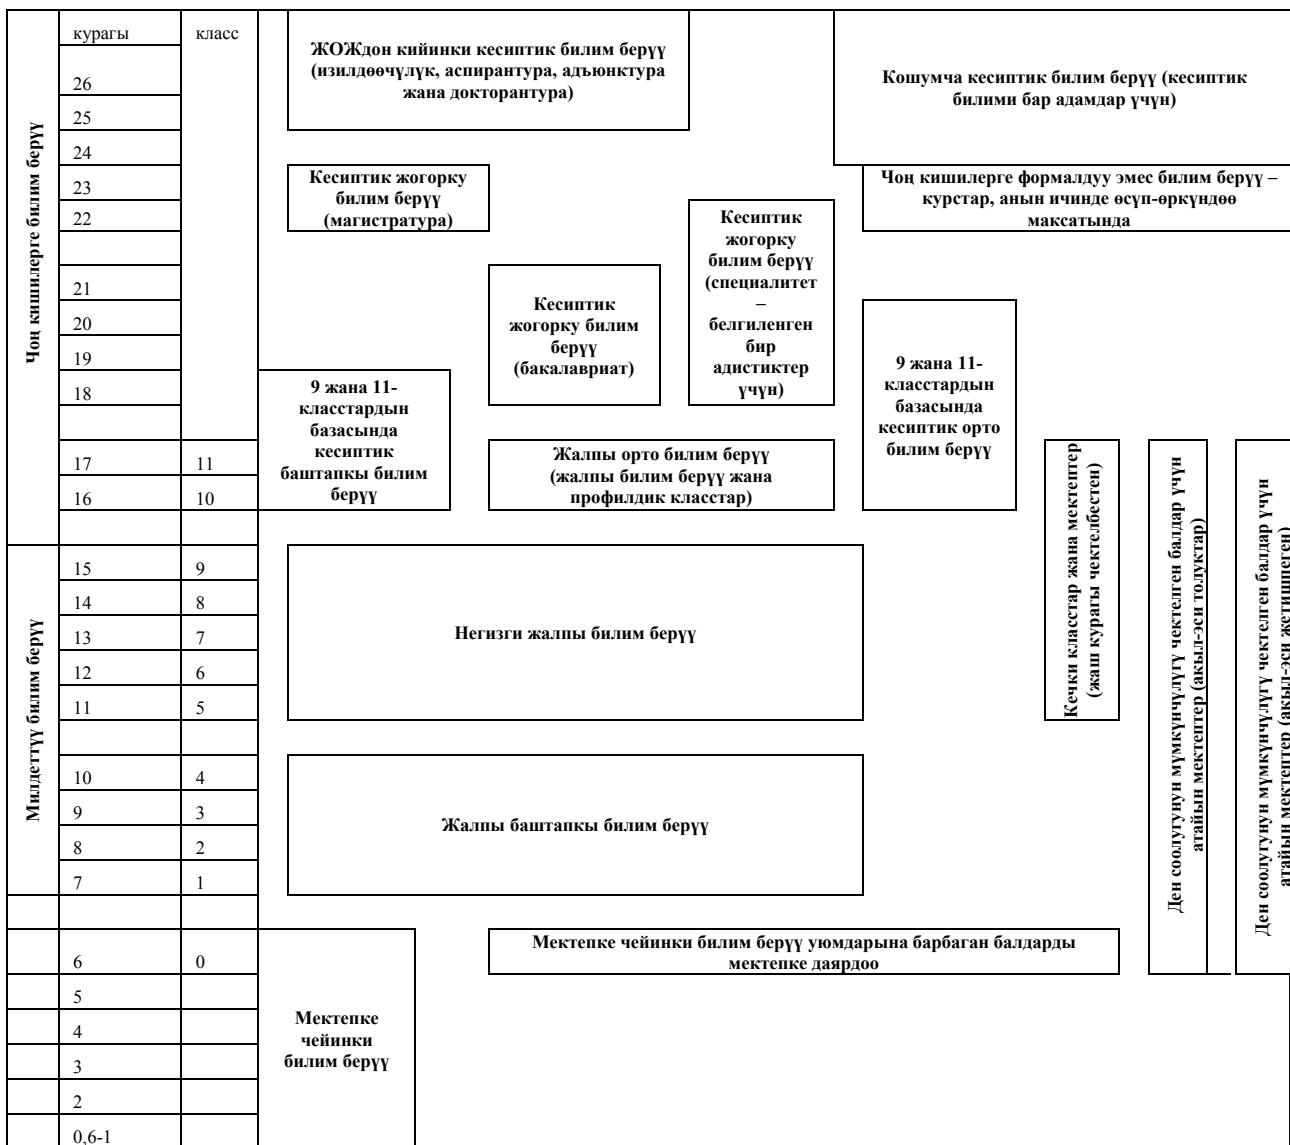 курагы
класс
ЖОЖдон кийинки кесиптик билим берүү
(изилдөөчүлүк, аспирантура, адъюнктура
жана докторантура)
Кошумча кесиптик билим берүү (кесиптик
билими бар адамдар үчүн)
26
25
24
23
22
21
20
19
18
17
11
16
10
Чоң кишилерге билим берүү
Кесиптик жогорку
билим берүү
(магистратура)
Чоң кишилерге формалдуу эмес билим берүү –
курстар, анын ичинде өсүп-өркүндөө
максатында
Кесиптик
жогорку
билим берүү
(специалитет
–
белгиленген
бир
адистиктер
үчүн)
Кесиптик
жогорку билим
берүү
(бакалавриат)
9 жана 11-
класстардын
базасында
кесиптик
баштапкы билим
берүү
9 жана 11-
класстардын
базасында
кесиптик орто
билим берүү
Жалпы орто билим берүү
(жалпы билим берүү жана
профилдик класстар)
Кечки класстар жана мектептер
(жаш курагы чектелбестен)
Ден соолугунун мүмкүнчүлүгү чектелген балдар үчүн
атайын мектептер (акыл-эси толуктар)
Ден соолугунун мүмкүнчүлүгү чектелген балдар үчүн
атайын мектептер (акыл-эси жетишпеген)
Милдеттүү билим берүү
15
9
14
8
13
7
12
6
11
5
Негизги жалпы билим берүү
10
4
9
3
8
2
7
1
Жалпы баштапкы билим берүү
6
0
Мектепке чейинки билим берүү уюмдарына барбаган балдарды
мектепке даярдоо
5
4
3
2
0,6-1
Мектепке
чейинки
билим берүү